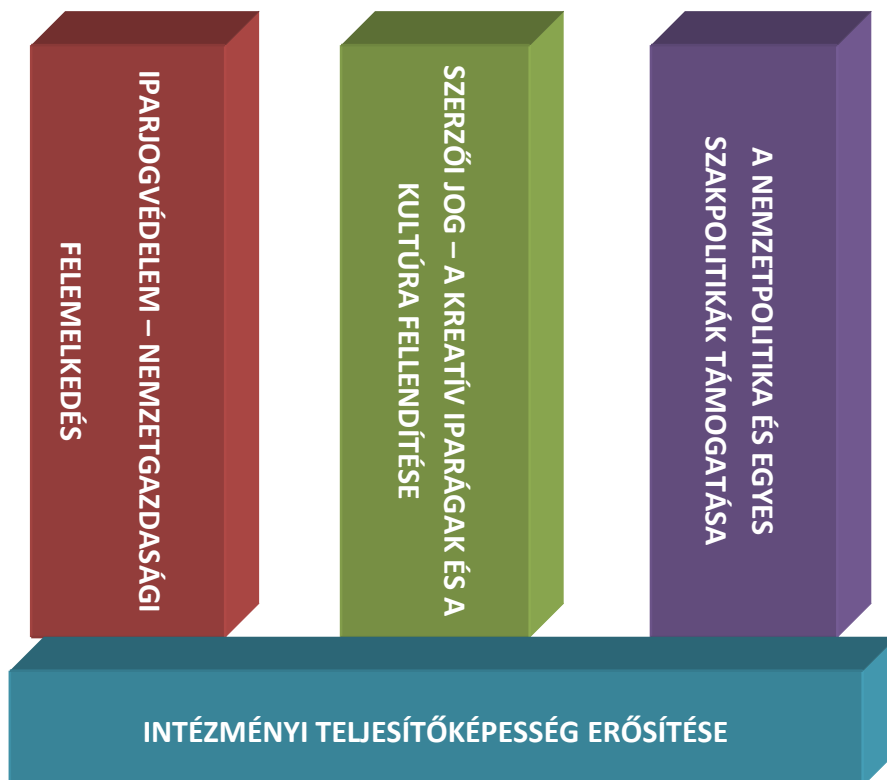 IPARJOGVÉDELEM – NEMZETGAZDASÁGI
FELEMELKEDÉS
SZERZŐI JOG – A KREATÍV IPARÁGAK ÉS A
KULTÚRA FELLENDÍTÉSE
A NEMZETPOLITIKA ÉS EGYES
SZAKPOLITIKÁK TÁMOGATÁSA
INTÉZMÉNYI TELJESÍTŐKÉPESSÉG ERŐSÍTÉSE